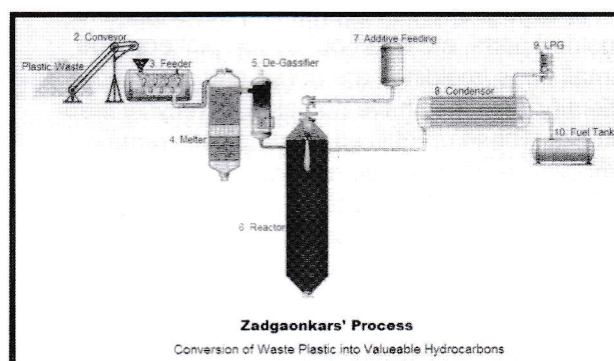 7. Additive Feeding
2. Conveyor
9. LPG
5. De-Gassifier
Plastic Waste
3. Feeder
8. Condensor
4. Melter
10. Fuel Tank
6. Reactor
Zadgaonkars' Process
Conversion of Waste Plastic into Valueable Hydrocarbons